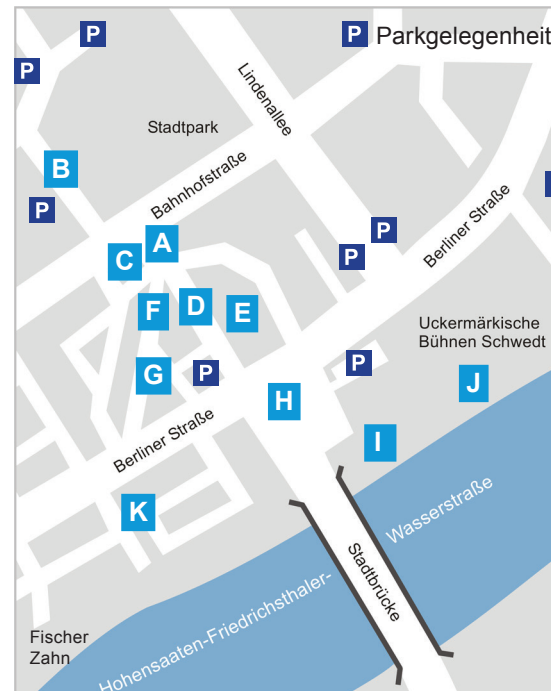 P
P Parkgelegenheit
P
Lindenallee
Stadtpark
B
P
Bahnhofstraße
P
Berliner Straße
A
P
P
C
F
D
E
Uckermärkische
Bühnen Schwedt
G
P
P
J
H
Berliner Straße
I
K
Wasserstraße
Stadtbrücke
Hohensaaten-Friedrichsthaler-
Fischer
Zahn